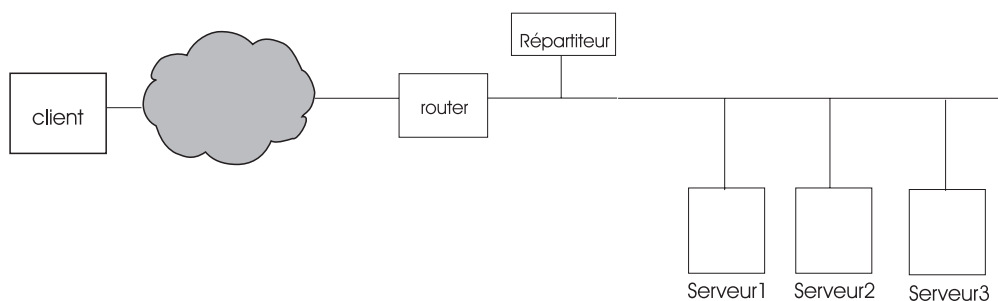 Répartiteur
client
router
Serveur1
Serveur2
Serveur3